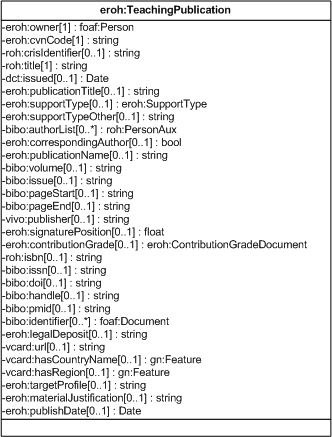 eroh:TeachingPublication
-eroh:owner[1] : foaf:Person
-eroh:cvnCode[1] : string
-roh:crisIdentifier[0..1] : string
-roh:title[1] : string
-dct:issued[0..1] : Date
-eroh:publicationTitle[0..1] : string
-eroh:supportType[0..1] : eroh:SupportType
-eroh:supportTypeOther[0..1] : string
-bibo:authorList[0..*] : roh:PersonAux
-eroh:correspondingAuthor[0..1] : bool
-eroh:publicationName[0..1] : string
-bibo:volume[0..1] : string
-bibo:issue[0..1] : string
-bibo:pageStart[0..1] : string
-bibo:pageEnd[0..1] : string
-vivo:publisher[0..1] : string
-eroh:signaturePosition[0..1] : float
-eroh:contributionGrade[0..1] : eroh:ContributionGradeDocument
-roh:isbn[0..1] : string
-bibo:issn[0..1] : string
-bibo:doi[0..1] : string
-bibo:handle[0..1] : string
-bibo:pmid[0..1] : string
-bibo:identifier[0..*] : foaf:Document
-eroh:legalDeposit[0..1] : string
-vcard:url[0..1] : string
-vcard:hasCountryName[0..1] : gn:Feature
-vcard:hasRegion[0..1] : gn:Feature
-eroh:targetProfile[0..1] : string
-eroh:materialJustification[0..1] : string
-eroh:publishDate[0..1] : Date